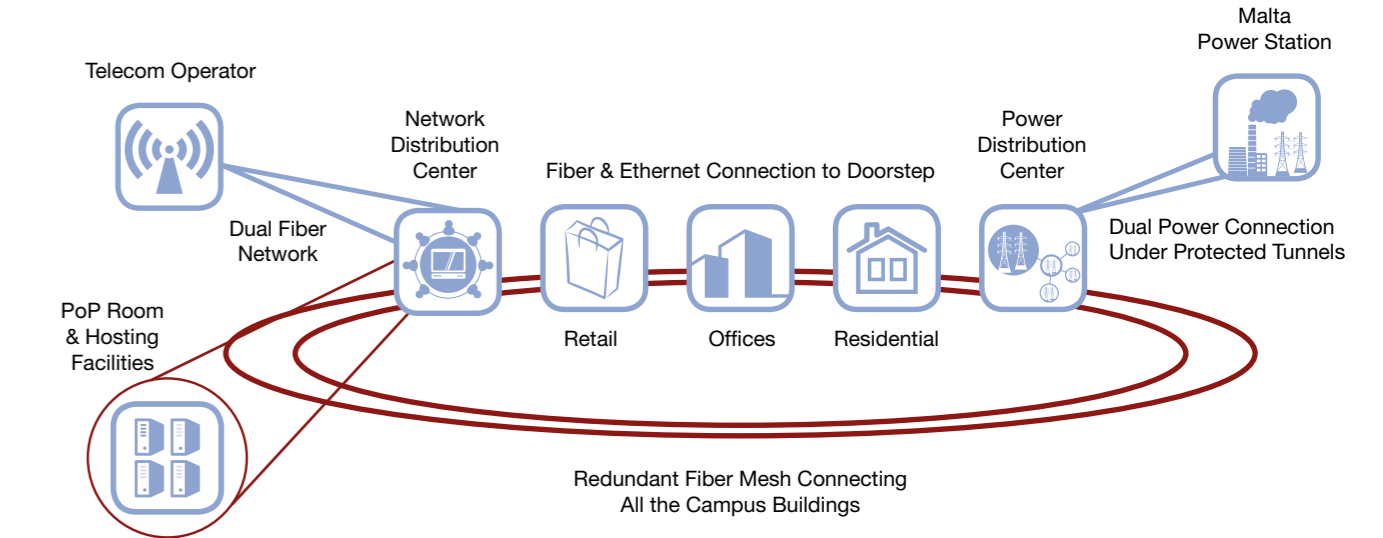 Malta
Power Station
Telecom Operator
Network
Distribution
Center
Power
Distribution
Center
Fiber & Ethernet Connection to Doorstep
Dual Fiber
Network
Dual Power Connection
Under Protected Tunnels
PoP Room
& Hosting
Facilities
Retail
Offices
Residential
Redundant Fiber Mesh Connecting
All the Campus Buildings